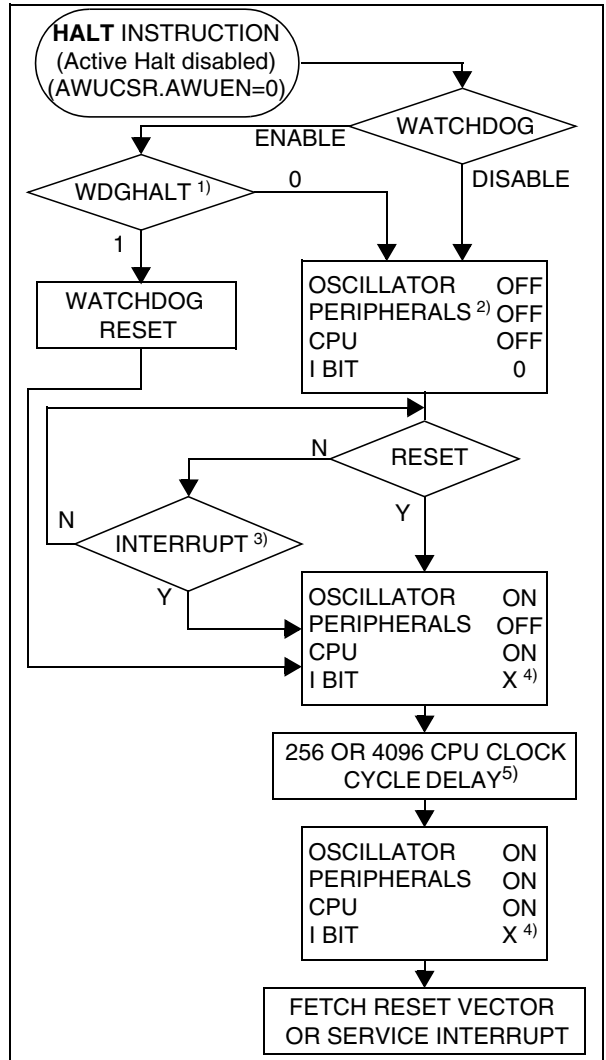 HALT INSTRUCTION
(Active Halt disabled)
(AWUCSR.AWUEN=0)
WATCHDOG
ENABLE
DISABLE
WDGHALT 1)
0
1
WATCHDOG
RESET
OSCILLATOR OFF
PERIPHERALS 2) OFF
CPU OFF
I BIT 0
RESET
N
Y
INTERRUPT 3)
N
Y
OSCILLATOR ON
PERIPHERALS OFF
CPU ON
I BIT X 4)
256 OR 4096 CPU CLOCK
CYCLE DELAY5)
OSCILLATOR ON
PERIPHERALS ON
CPU ON
I BIT X 4)
FETCH RESET VECTOR
OR SERVICE INTERRUPT